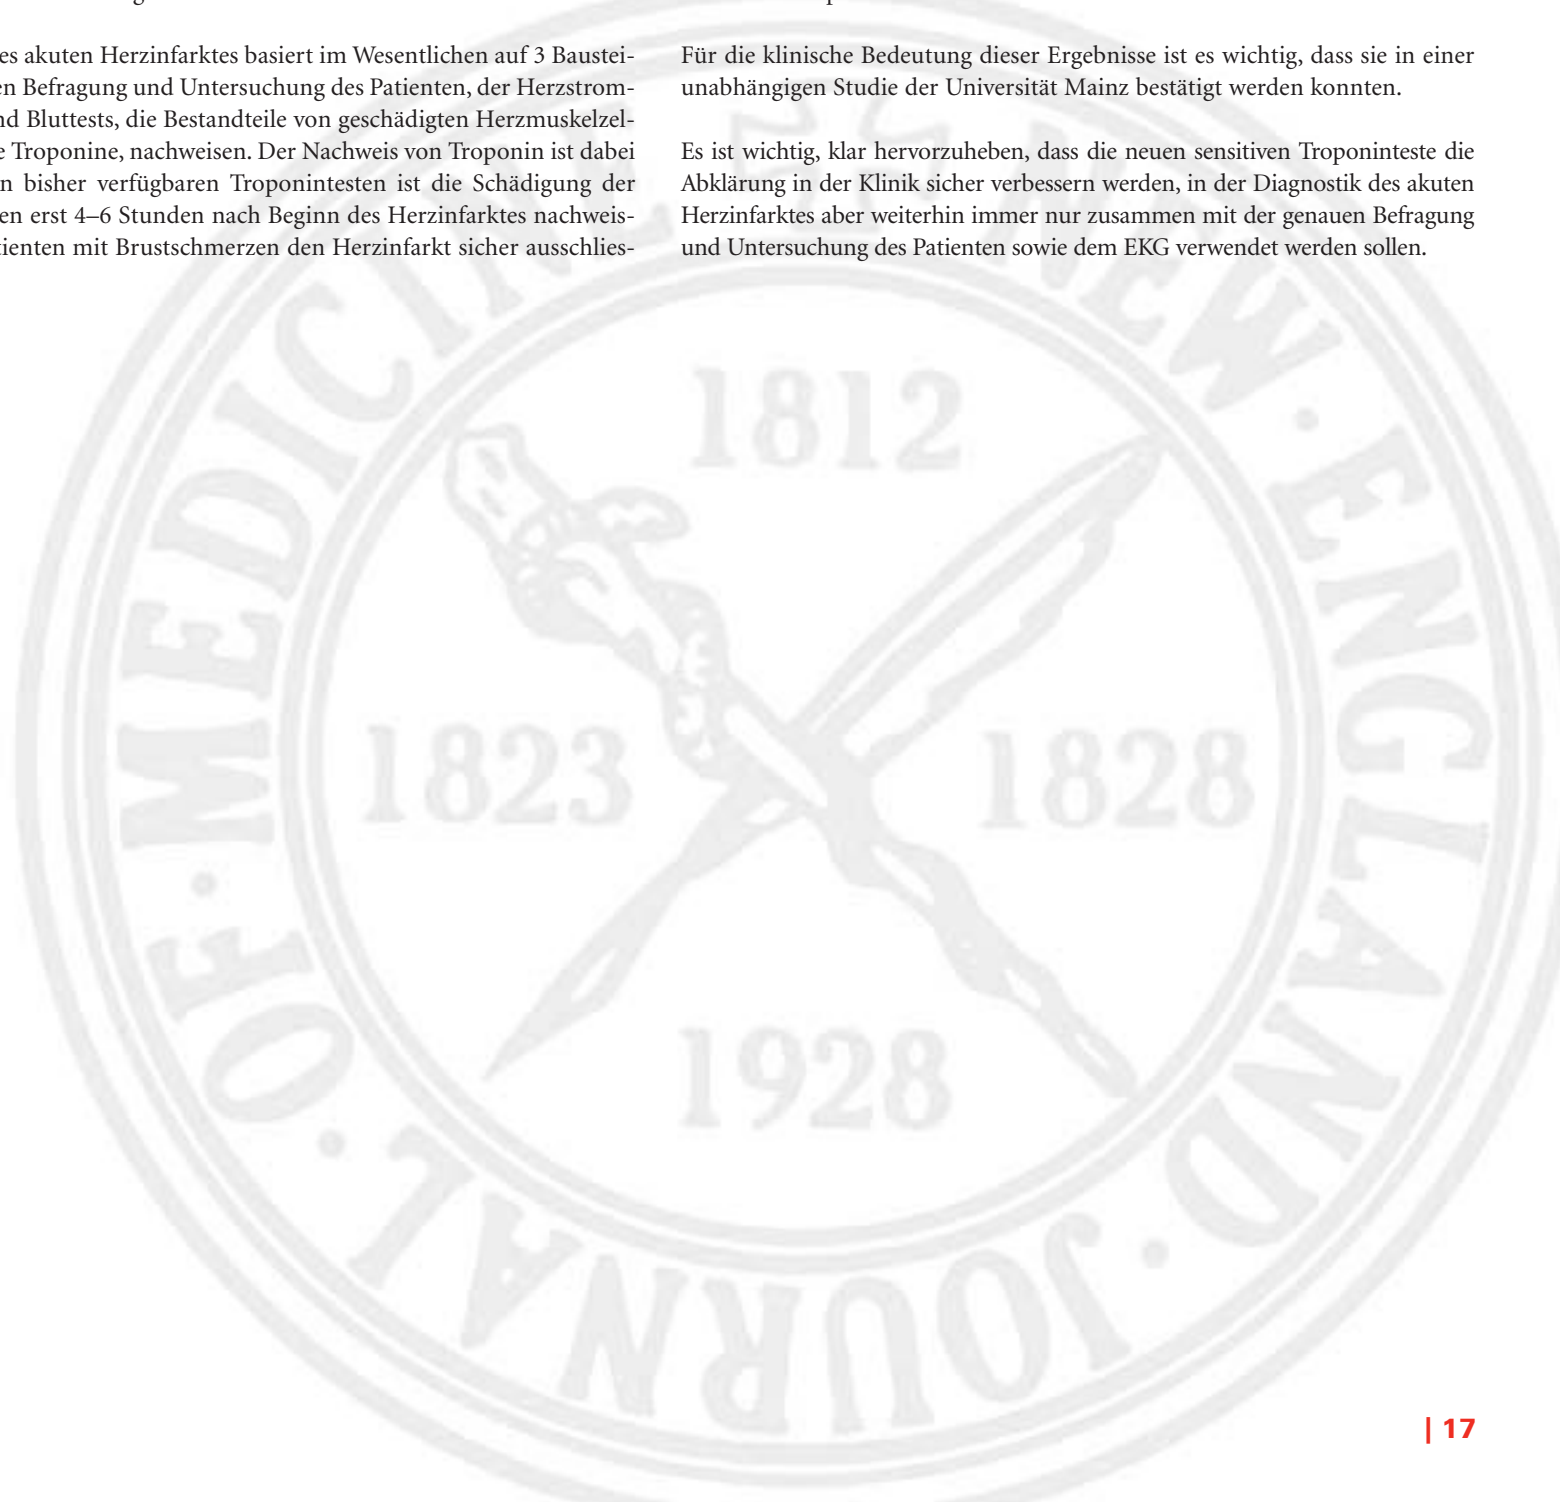 es akuten Herzinfarktes basiert im Wesentlichen auf 3 Baustei-
en Befragung und Untersuchung des Patienten, der Herzstrom-
nd Bluttests, die Bestandteile von geschädigten Herzmuskelzel-
e Troponine, nachweisen. Der Nachweis von Troponin ist dabei
n bisher verfügbaren Troponintesten ist die Schädigung der
en erst 4–6 Stunden nach Beginn des Herzinfarktes nachweis-
tienten mit Brustschmerzen den Herzinfarkt sicher ausschlies-
Für die klinische Bedeutung dieser Ergebnisse ist es wichtig, dass sie in einer
unabhängigen Studie der Universität Mainz bestätigt werden konnten.
Es ist wichtig, klar hervorzuheben, dass die neuen sensitiven Troponinteste die
Abklärung in der Klinik sicher verbessern werden, in der Diagnostik des akuten
Herzinfarktes aber weiterhin immer nur zusammen mit der genauen Befragung
und Untersuchung des Patienten sowie dem EKG verwendet werden sollen.
NEW · ENGLAND · JOURNAL · OF · MEDICINE
1812
1823
1828
1928
| 17